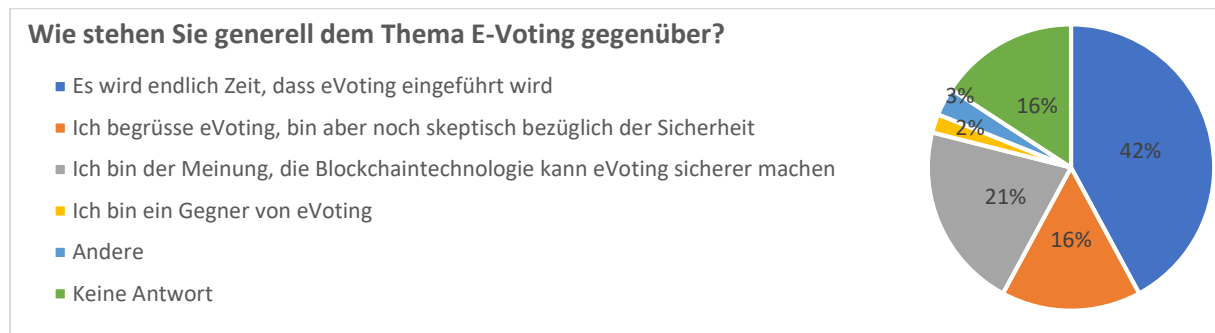 Wie stehen Sie generell dem Thema E-Voting gegenüber?
Es wird endlich Zeit, dass eVoting eingeführt wird
Ich begrüsse eVoting, bin aber noch skeptisch bezüglich der Sicherheit
Ich bin der Meinung, die Blockchaintechnologie kann eVoting sicherer machen
Ich bin ein Gegner von eVoting
Andere
Keine Antwort
42%
16%
21%
2%
3%
16%